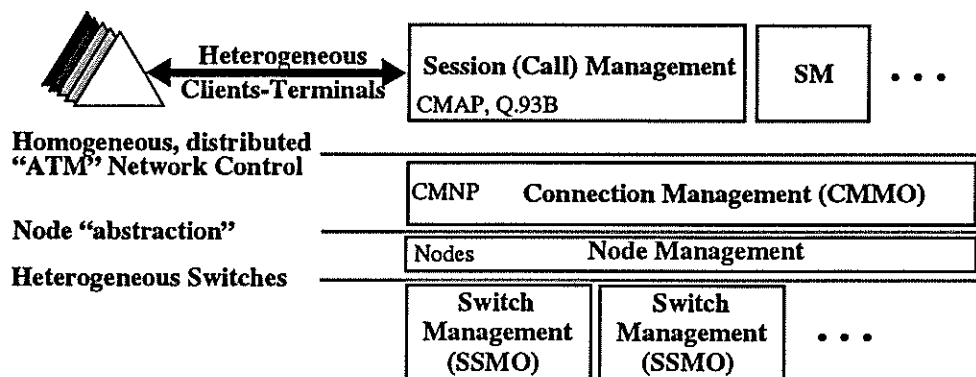 Heterogeneous
Clients-Terminals
Session (Call) Management
CMAP, Q.93B
SM
• • •
Homogeneous, distributed
“ATM” Network Control
CMNP Connection Management (CMMO)
Node “abstraction”
Nodes Node Management
Heterogeneous Switches
Switch
Management
(SSMO)
Switch
Management
(SSMO)
• • •